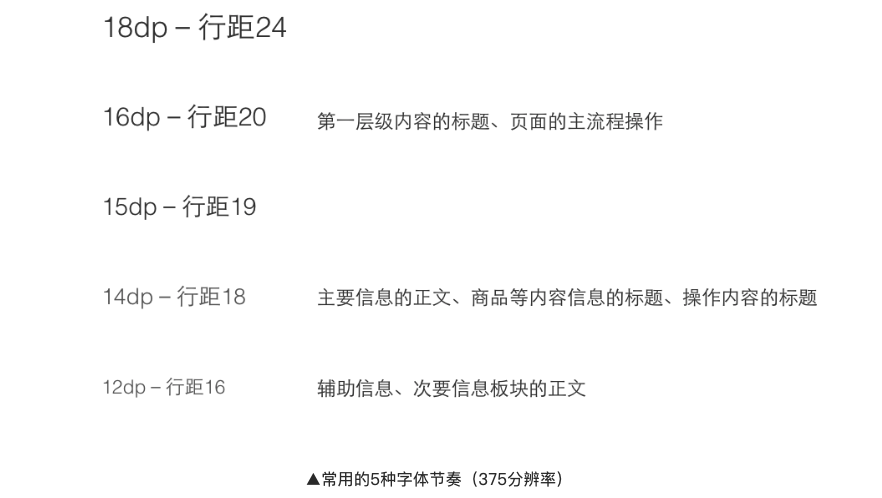 18dp – 行距24
16dp – 行距20 第一层级内容的标题、页面的主流程操作
15dp – 行距19
14dp – 行距18 主要信息的正文、商品等内容信息的标题、操作内容的标题
12dp – 行距16 辅助信息、次要信息板块的正文
▲常用的5种字体节奏（375分辨率）